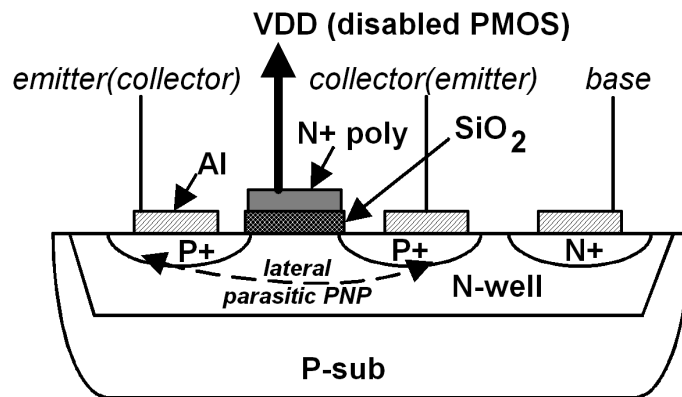 VDD (disabled PMOS)
emitter(collector)
collector(emitter)
base
N+ poly
SiO2
Al
P+
P+
N+
lateral
parasitic PNP
N-well
P-sub